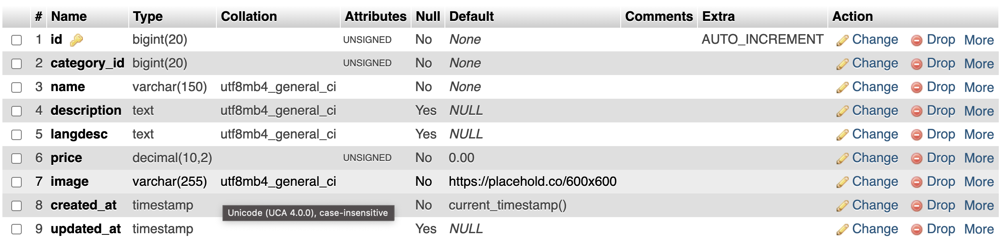 # Name Type Collation Attributes Null Default Comments Extra Action
1 id bigint(20) UNSIGNED No None AUTO_INCREMENT Change Drop More
2 category_id bigint(20) UNSIGNED No None Change Drop More
3 name varchar(150) utf8mb4_general_ci No None Change Drop More
4 description text utf8mb4_general_ci Yes NULL Change Drop More
5 langdesc text utf8mb4_general_ci Yes NULL Change Drop More
6 price decimal(10,2) UNSIGNED No 0.00 Change Drop More
7 image varchar(255) utf8mb4_general_ci No https://placehold.co/600x600 Change Drop More
8 created_at timestamp No current_timestamp() Change Drop More
Unicode (UCA 4.0.0), case-insensitive
9 updated_at timestamp Yes NULL Change Drop More